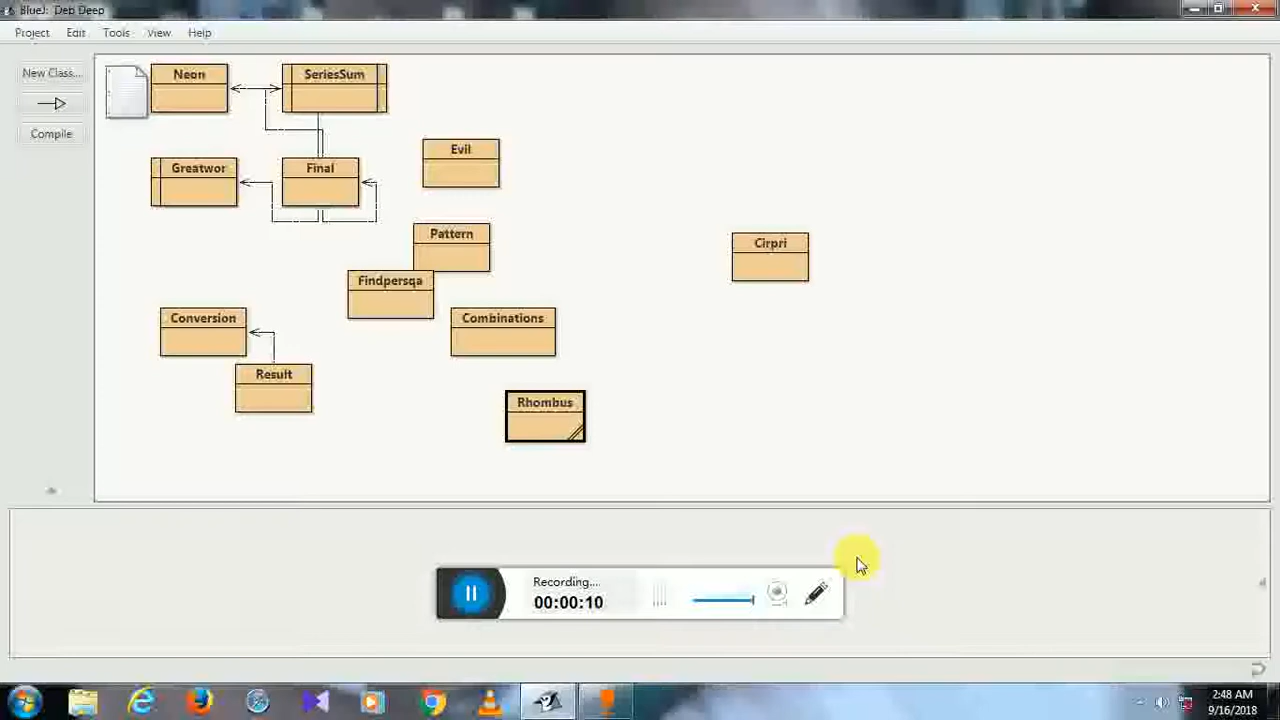 BlueJ: Dep Deep
Project Edit Tools View Help
New Class...
Compile
Neon
SeriesSum
Evil
Greatwor
Final
Pattern
Cirpri
Findpersqa
Conversion
Combinations
Result
Rhombus
Recording....
00:00:10
2:48 AM
9/16/2018